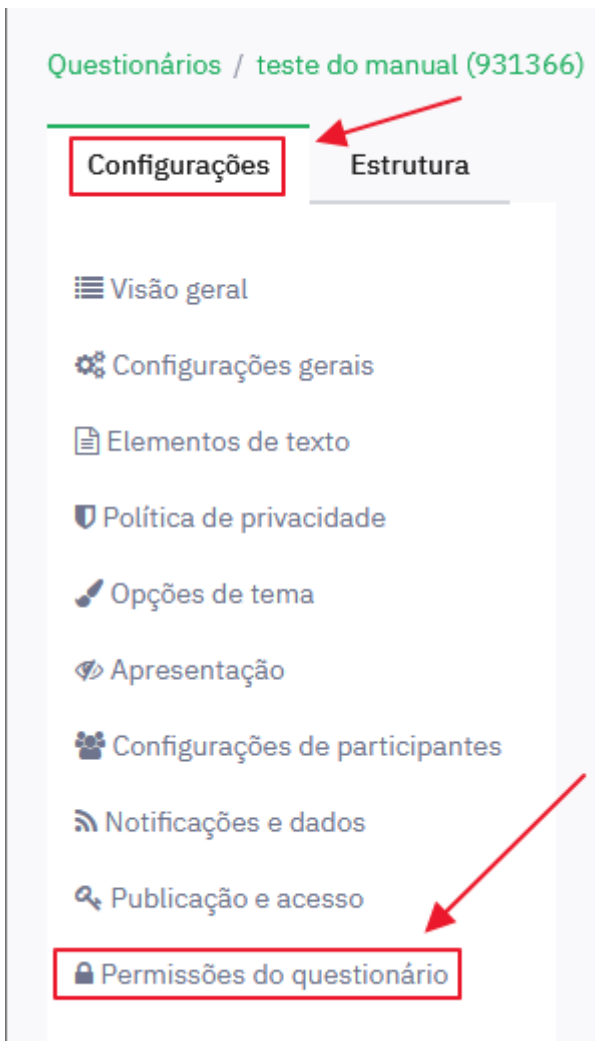 Questionários / teste do manual (931366)
Configurações Estrutura
Visão geral
Configurações gerais
Elementos de texto
Política de privacidade
Opções de tema
Apresentação
Configurações de participantes
Notificações e dados
Publicação e acesso
Permissões do questionário